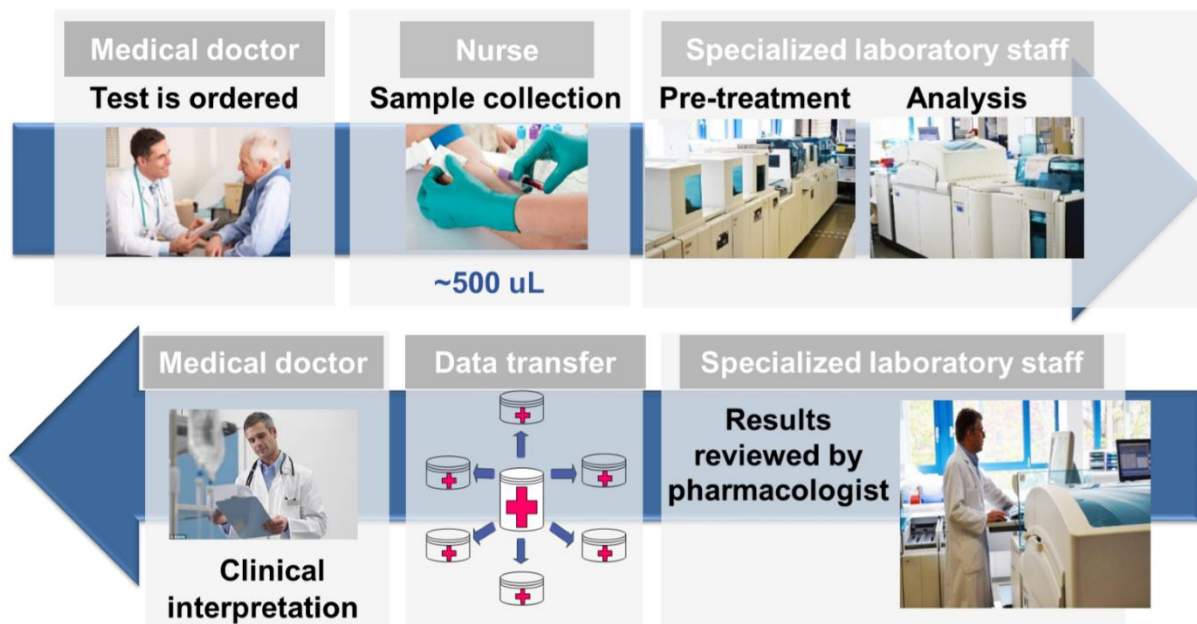 Medical doctor
Nurse
Specialized laboratory staff
Test is ordered
Sample collection
Pre-treatment
Analysis
~500 uL
Medical doctor
Data transfer
Specialized laboratory staff
Results
reviewed by
pharmacologist
Clinical
interpretation